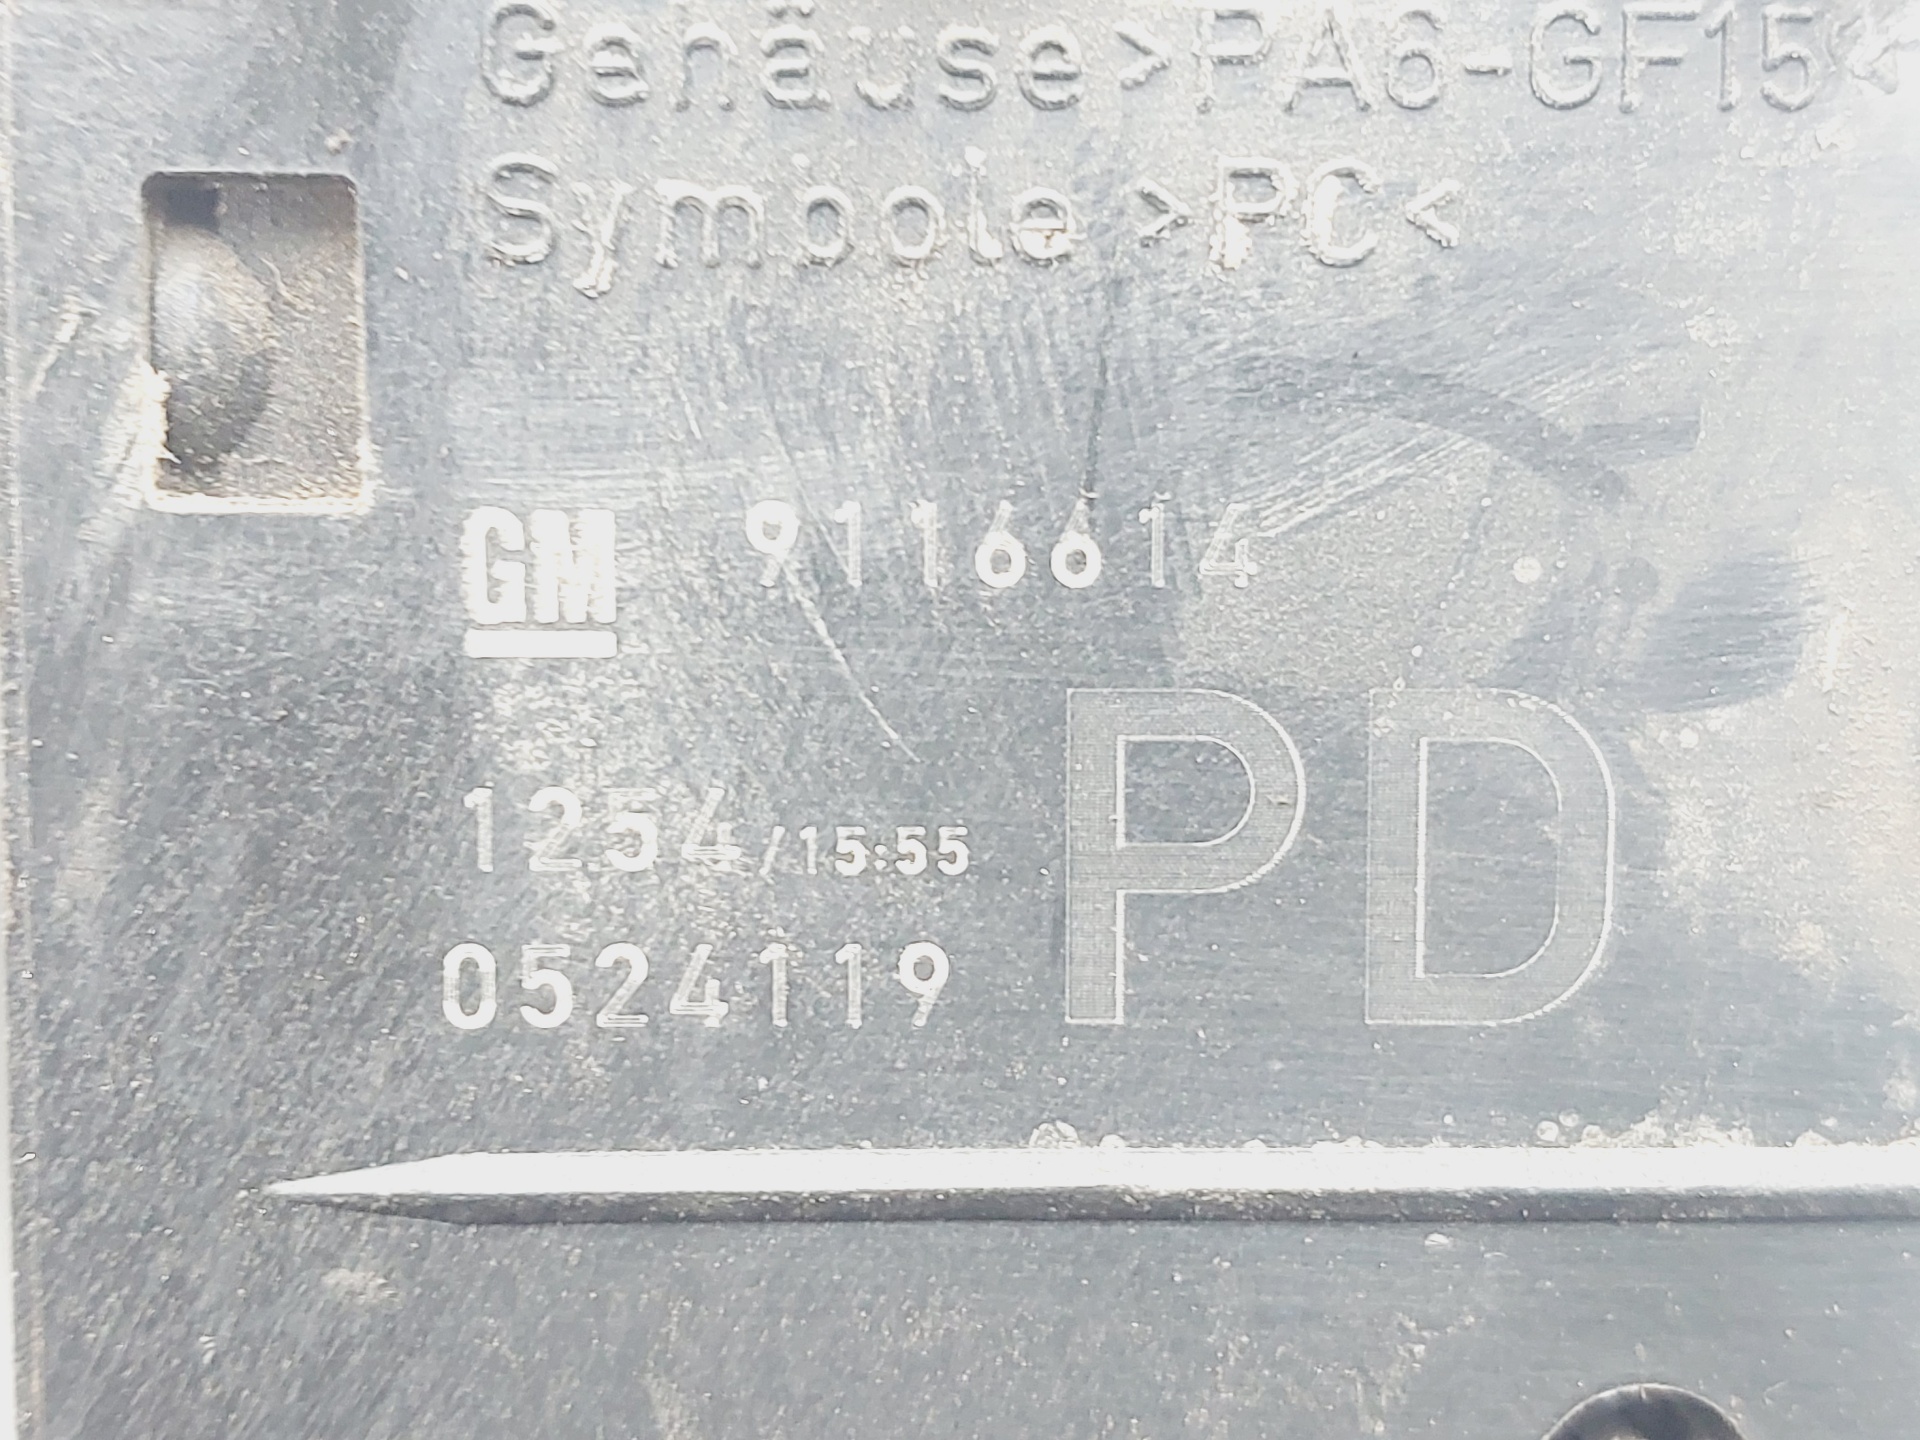 Gehäuse >PA6-GF15<
Symbole >PC<
GM 9116614
1254/15:55
0524119
PD